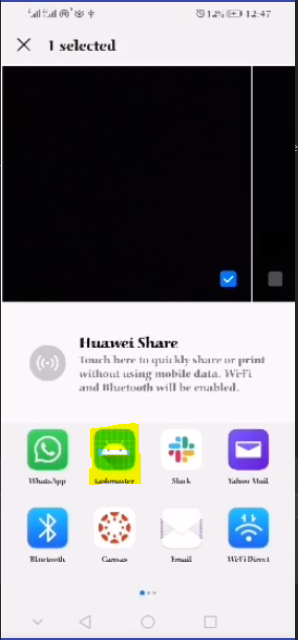 12% 12:47
1 selected
Huawei Share
Touch here to quickly share or print
without using mobile data. Wi-Fi
and Bluetooth will be enabled.
WhatsApp Taskmaster Slack Yahoo Mail
Bluetooth Canvas Email Wi-Fi Direct